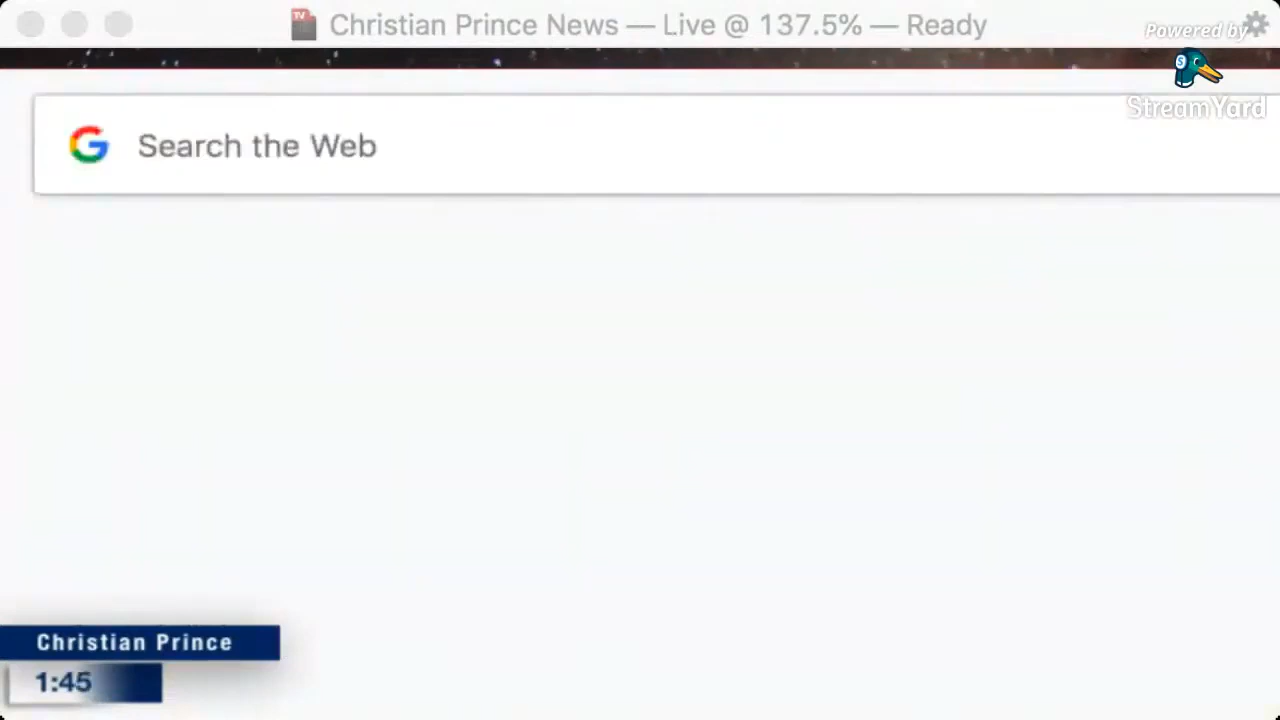 Christian Prince News — Live @ 137.5% — Ready
Powered by
StreamYard
Search the Web
Christian Prince
1:45